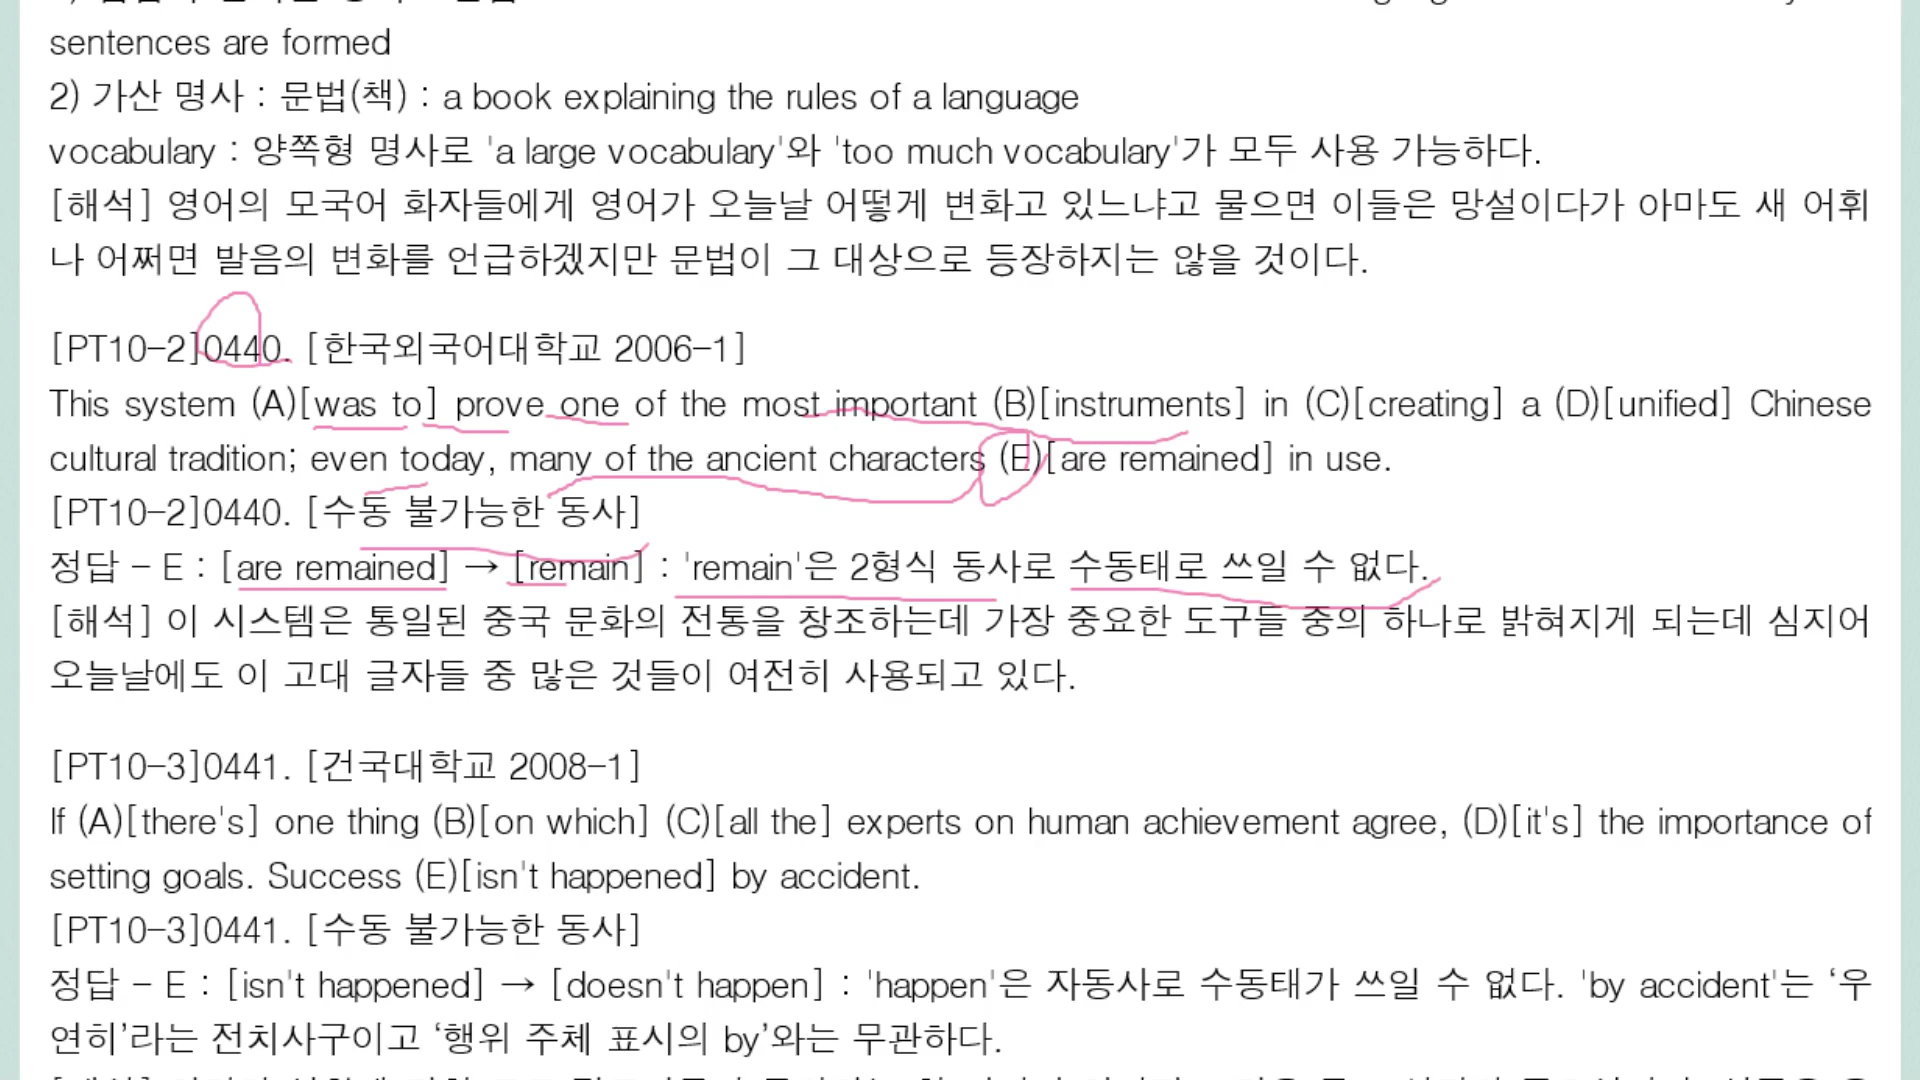 sentences are formed
2) 가산 명사 : 문법(책) : a book explaining the rules of a language
vocabulary : 양쪽형 명사로 'a large vocabulary'와 'too much vocabulary'가 모두 사용 가능하다.
[해석] 영어의 모국어 화자들에게 영어가 오늘날 어떻게 변화고 있느냐고 물으면 이들은 망설이다가 아마도 새 어휘
나 어쩌면 발음의 변화를 언급하겠지만 문법이 그 대상으로 등장하지는 않을 것이다.
[PT10-2]0440. [한국외국어대학교 2006-1]
This system (A)[was to] prove one of the most important (B)[instruments] in (C)[creating] a (D)[unified] Chinese
cultural tradition; even today, many of the ancient characters (E)[are remained] in use.
[PT10-2]0440. [수동 불가능한 동사]
정답 - E : [are remained] → [remain] : 'remain'은 2형식 동사로 수동태로 쓰일 수 없다.
[해석] 이 시스템은 통일된 중국 문화의 전통을 창조하는데 가장 중요한 도구들 중의 하나로 밝혀지게 되는데 심지어
오늘날에도 이 고대 글자들 중 많은 것들이 여전히 사용되고 있다.
[PT10-3]0441. [건국대학교 2008-1]
If (A)[there's] one thing (B)[on which] (C)[all the] experts on human achievement agree, (D)[it's] the importance of
setting goals. Success (E)[isn't happened] by accident.
[PT10-3]0441. [수동 불가능한 동사]
정답 - E : [isn't happened] → [doesn't happen] : 'happen'은 자동사로 수동태가 쓰일 수 없다. 'by accident'는 ‘우
연히’라는 전치사구이고 ‘행위 주체 표시의 by’와는 무관하다.